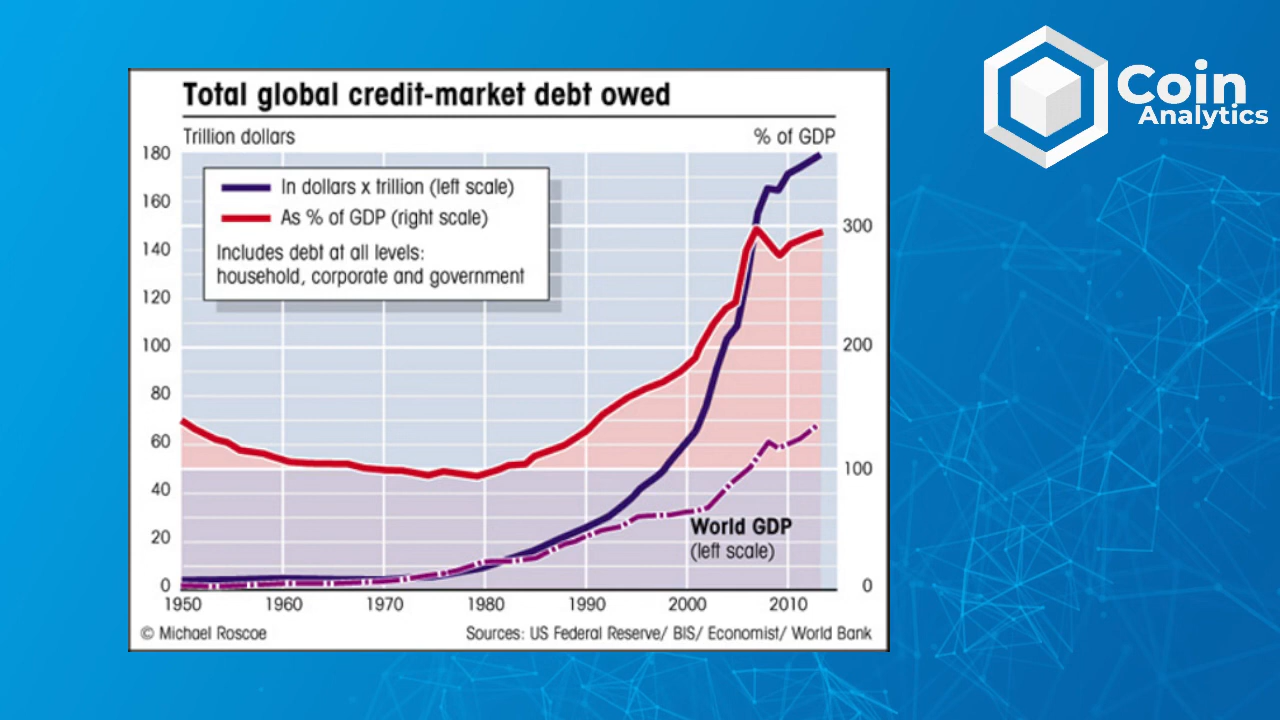 Coin
Analytics
Total global credit-market debt owed
Trillion dollars
% of GDP
180
160
140
120
100
80
60
40
20
0
In dollars x trillion (left scale)
As % of GDP (right scale)
Includes debt at all levels:
household, corporate and government
300
200
100
0
World GDP
(left scale)
1950 1960 1970 1980 1990 2000 2010
© Michael Roscoe
Sources: US Federal Reserve/ BIS/ Economist/ World Bank